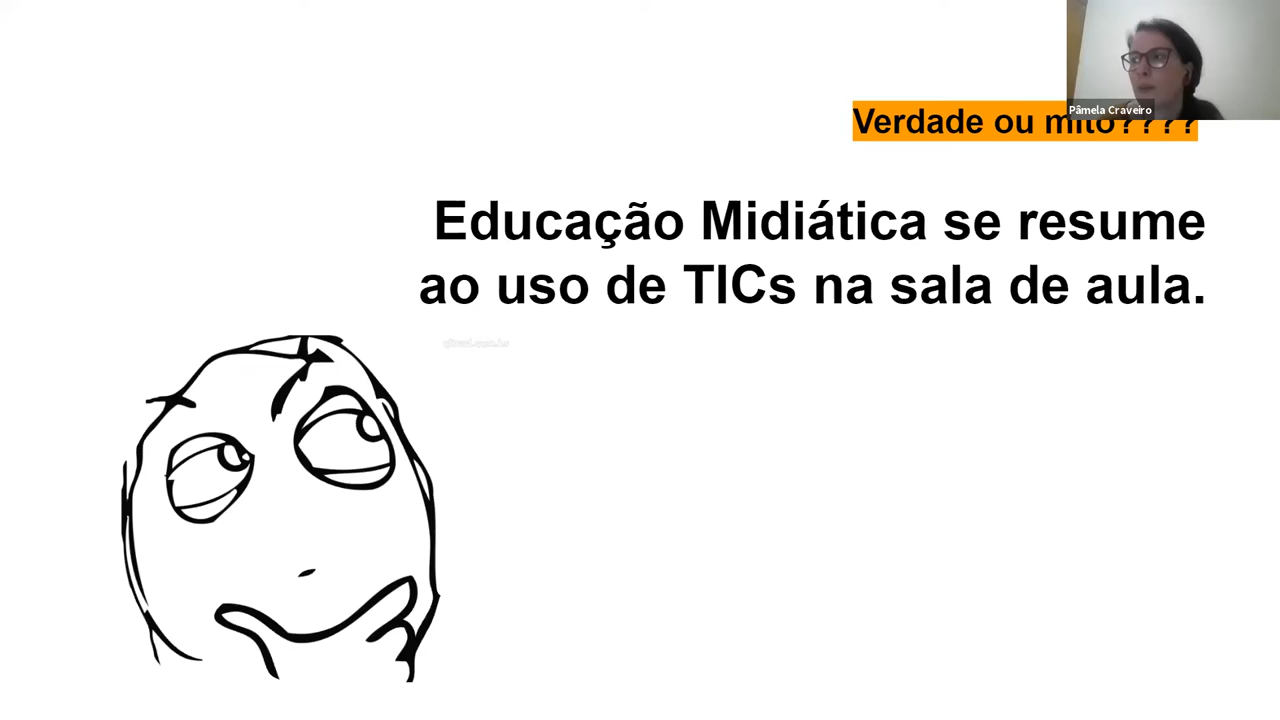 Pâmela Craveiro
Verdade ou mito????
Educação Midiática se resume
ao uso de TICs na sala de aula.